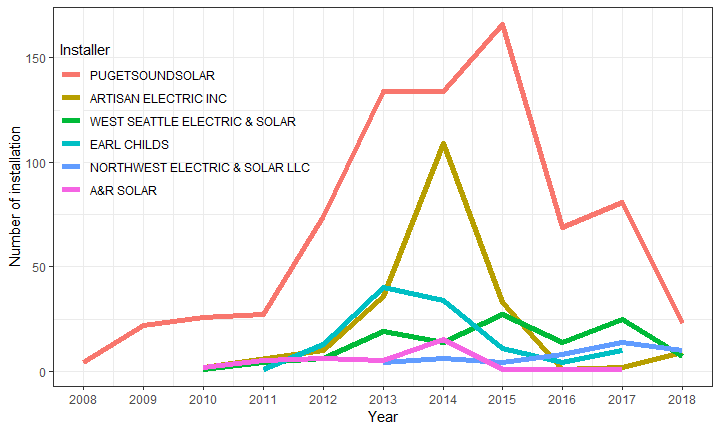 Installer
PUGETSOUNDSOLAR
ARTISAN ELECTRIC INC
WEST SEATTLE ELECTRIC & SOLAR
EARL CHILDS
NORTHWEST ELECTRIC & SOLAR LLC
A&R SOLAR
Number of installation
150
100
50
0
2008 2009 2010 2011 2012 2013 2014 2015 2016 2017 2018
Year